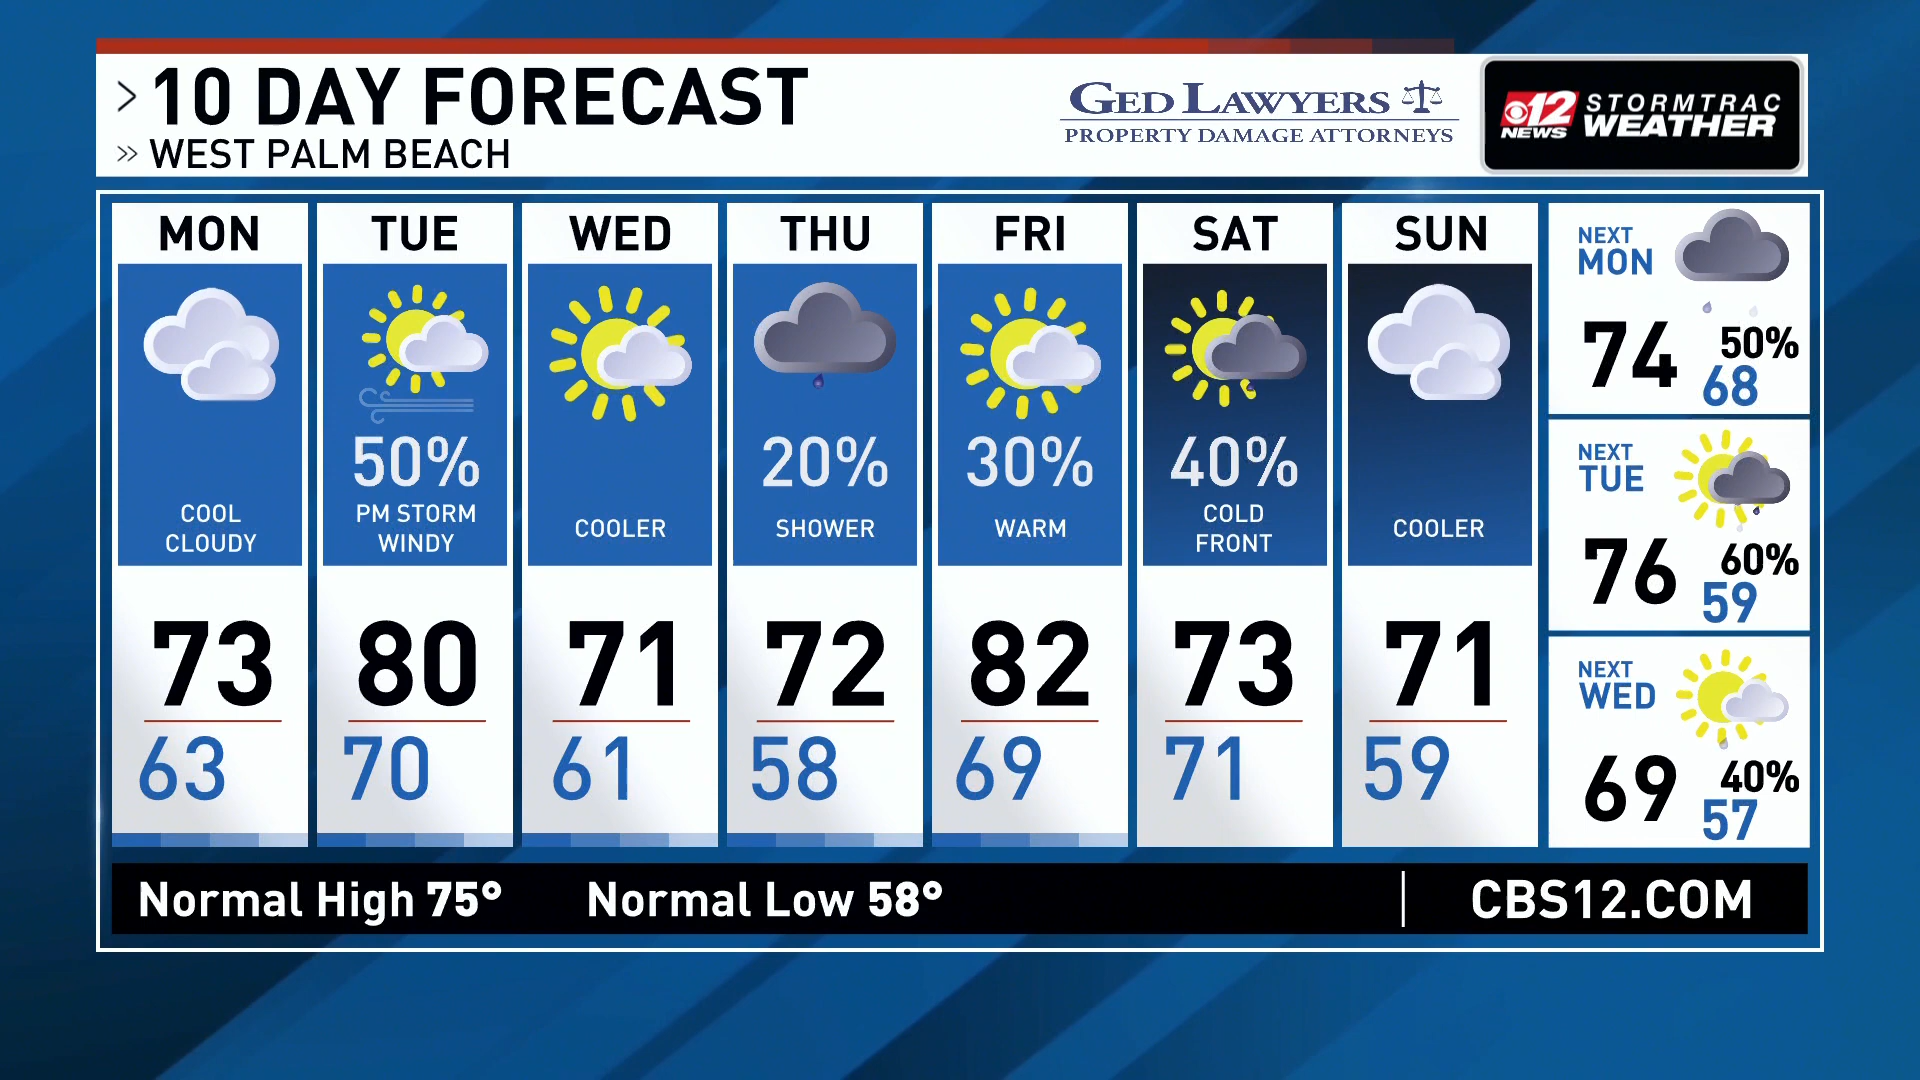 > 10 DAY FORECAST
» WEST PALM BEACH
GED LAWYERS
PROPERTY DAMAGE ATTORNEYS
12 NEWS STORMTRAC WEATHER
MON
COOL
CLOUDY
73
63
TUE
50%
PM STORM
WINDY
80
70
WED
COOLER
71
61
THU
20%
SHOWER
72
58
FRI
30%
WARM
82
69
SAT
40%
COLD
FRONT
73
71
SUN
COOLER
71
59
NEXT
MON
74 50%
68
NEXT
TUE
76 60%
59
NEXT
WED
69 40%
57
Normal High 75° Normal Low 58° | CBS12.COM